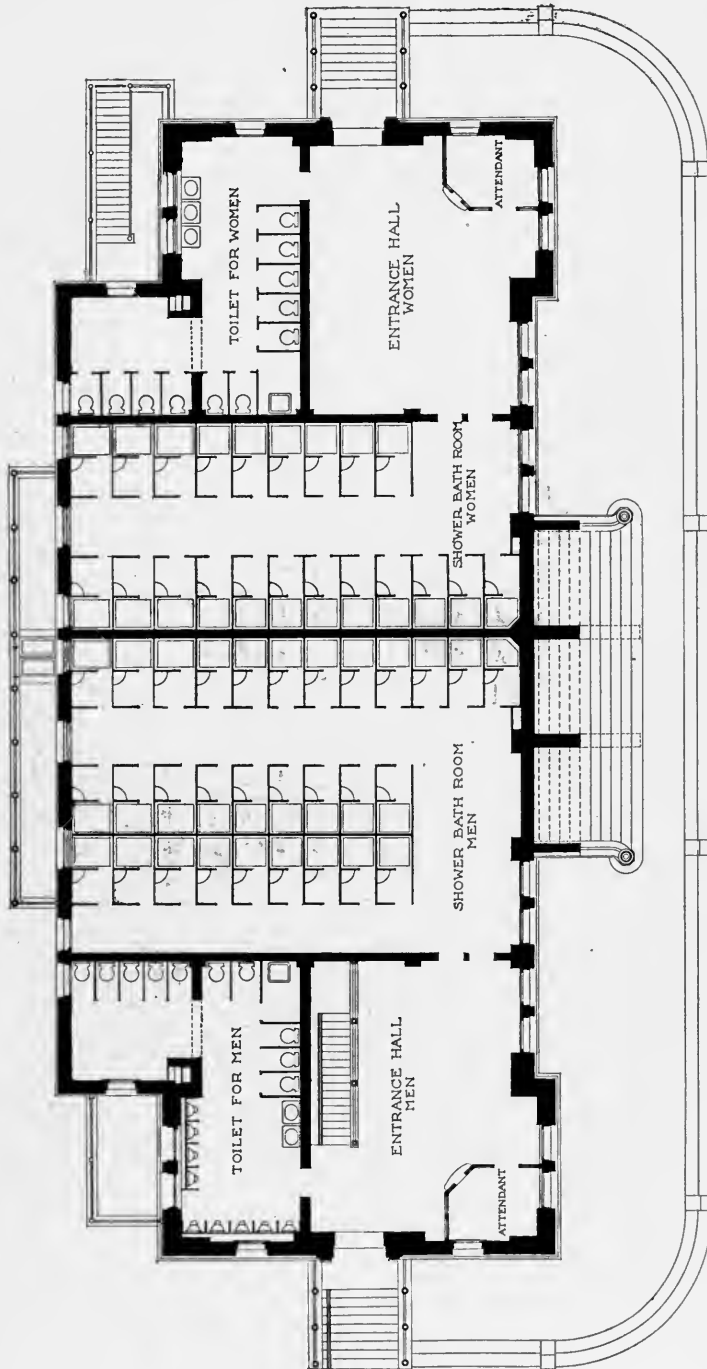 TOILET FOR WOMEN
ENTRANCE HALL
WOMEN
ATTENDANT
SHOWER BATH ROOM
WOMEN
SHOWER BATH ROOM
MEN
TOILET FOR MEN
ENTRANCE HALL
MEN
ATTENDANT